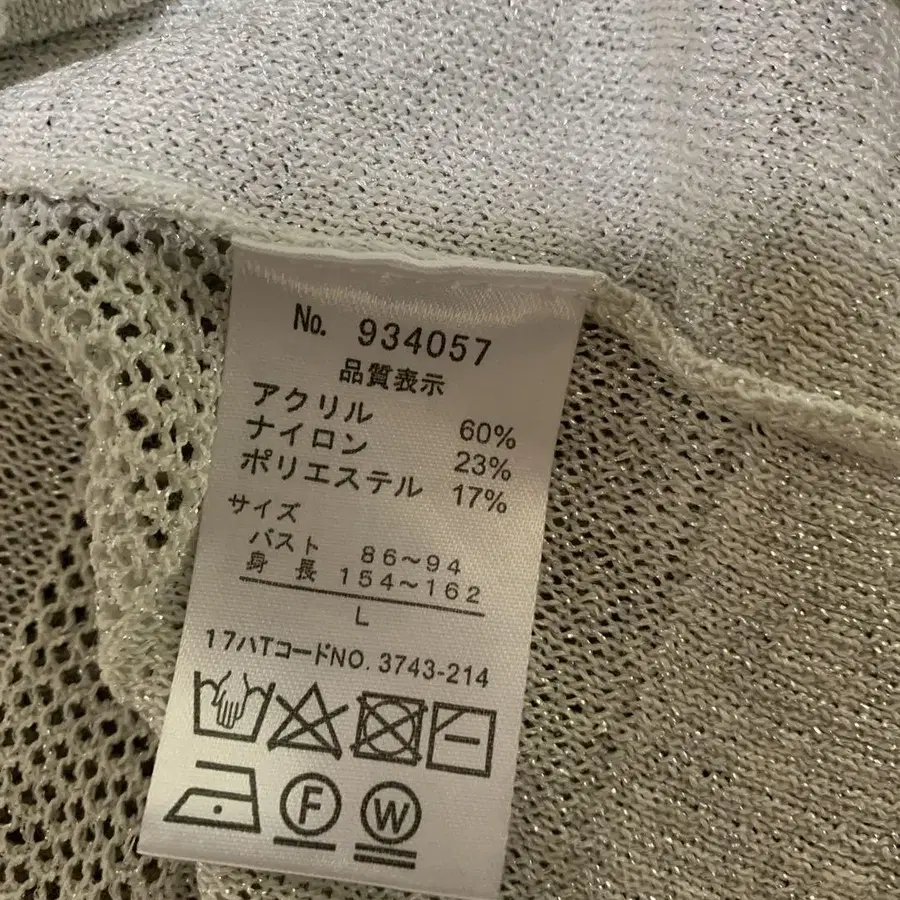 No. 934057
品質表示
アクリル 60%
ナイロン 23%
ポリエステル 17%
サイズ
バスト 86〜94
身長 154〜162
L
17ハTコードNO. 3743-214
F
W